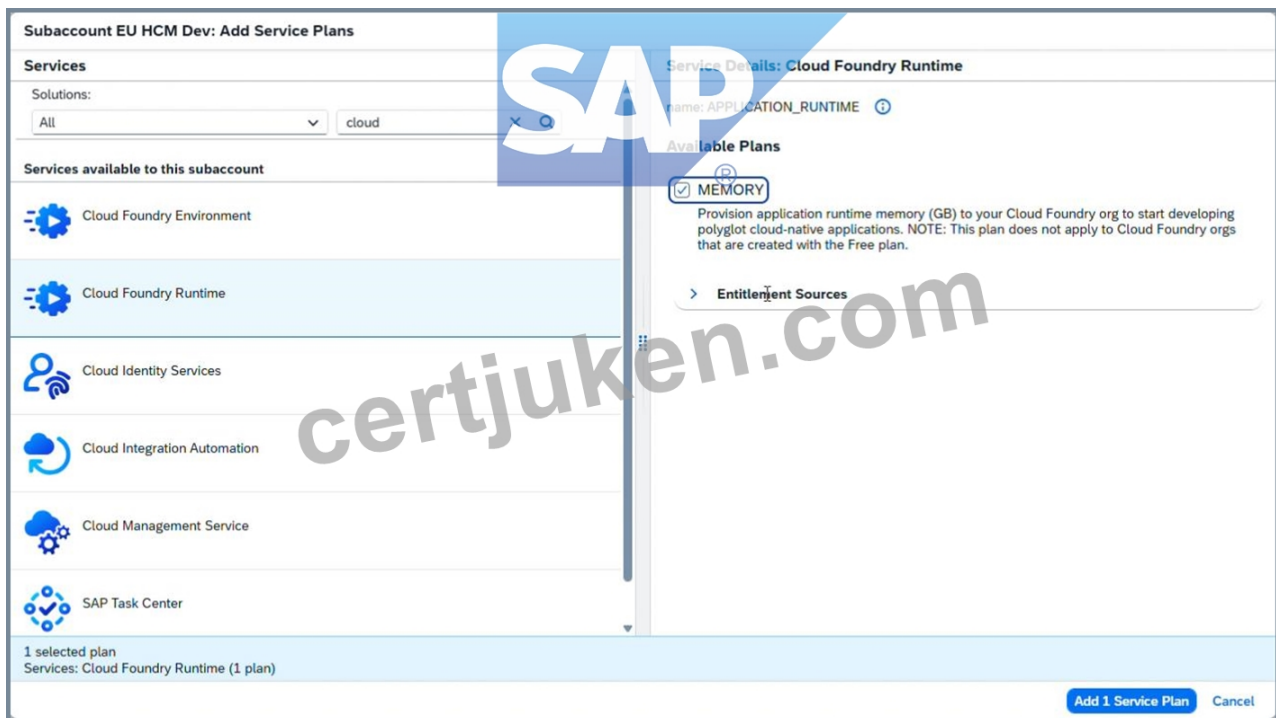 Subaccount EU HCM Dev: Add Service Plans
Services
Solutions:
All
cloud
Services available to this subaccount
Cloud Foundry Environment
Cloud Foundry Runtime
Cloud Identity Services
Cloud Integration Automation
Cloud Management Service
SAP Task Center
1 selected plan
Services: Cloud Foundry Runtime (1 plan)
Service Details: Cloud Foundry Runtime
name: APPLICATION_RUNTIME
Available Plans
MEMORY
Provision application runtime memory (GB) to your Cloud Foundry org to start developing
polyglot cloud-native applications. NOTE: This plan does not apply to Cloud Foundry orgs
that are created with the Free plan.
Entitlement Sources
Add 1 Service Plan
Cancel
SAP
®
certjuken.com